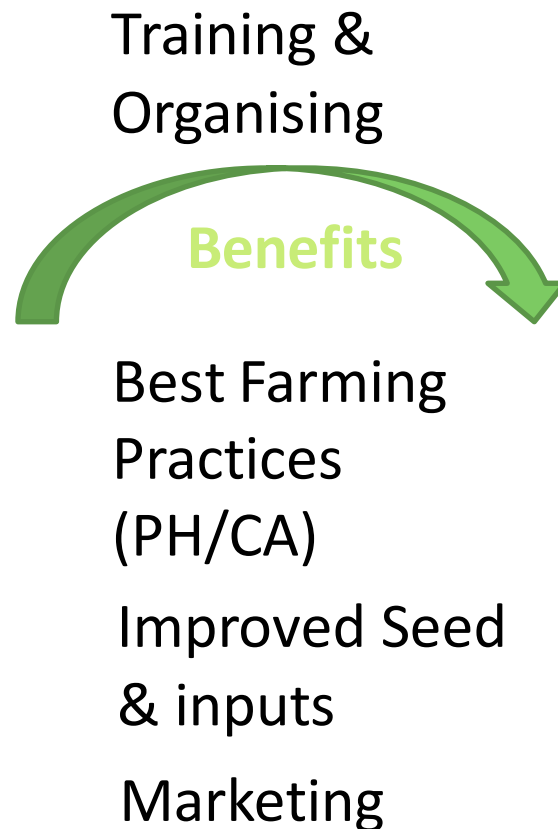 Training &
Organising
Benefits
Best Farming
Practices
(PH/CA)
Improved Seed
& inputs
Marketing